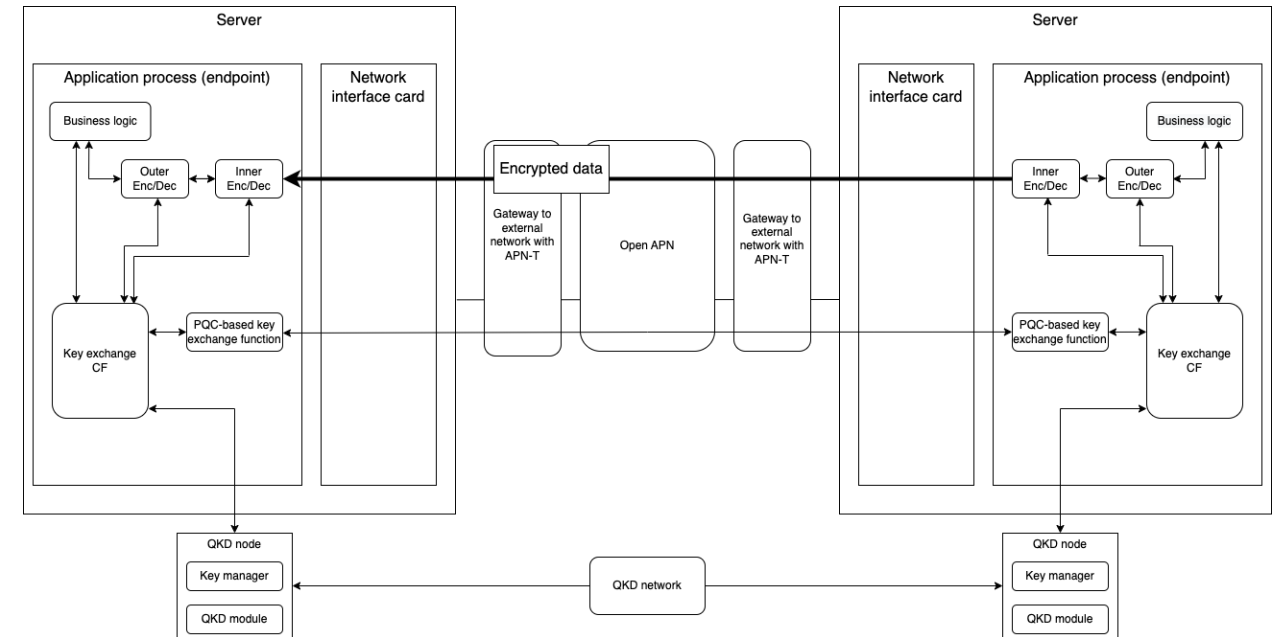 Server
Application process (endpoint)
Network
interface card
Business logic
Outer
Enc/Dec
Inner
Enc/Dec
Key exchange
CF
PQC-based key
exchange function
QKD node
Key manager
QKD module
Encrypted data
Gateway to
external
network with
APN-T
Open APN
Gateway to
external
network with
APN-T
QKD network
Server
Network
interface card
Application process (endpoint)
Business logic
Inner
Enc/Dec
Outer
Enc/Dec
PQC-based key
exchange function
Key exchange
CF
QKD node
Key manager
QKD module